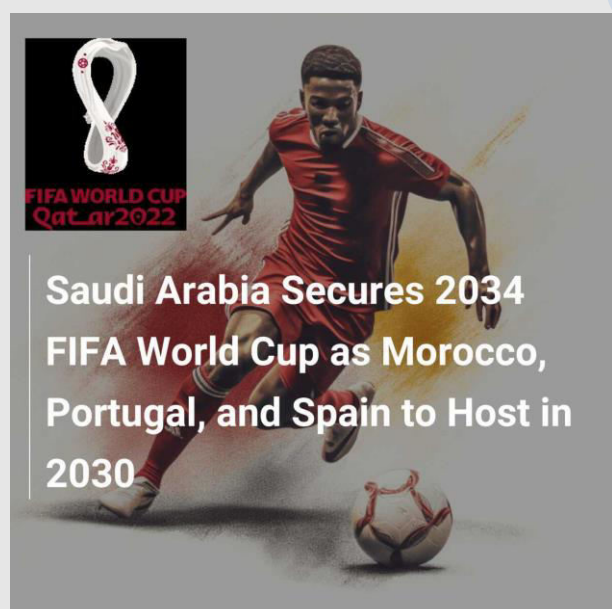 FIFA WORLD CUP
Qatar2022
Saudi Arabia Secures 2034
FIFA World Cup as Morocco,
Portugal, and Spain to Host in
2030